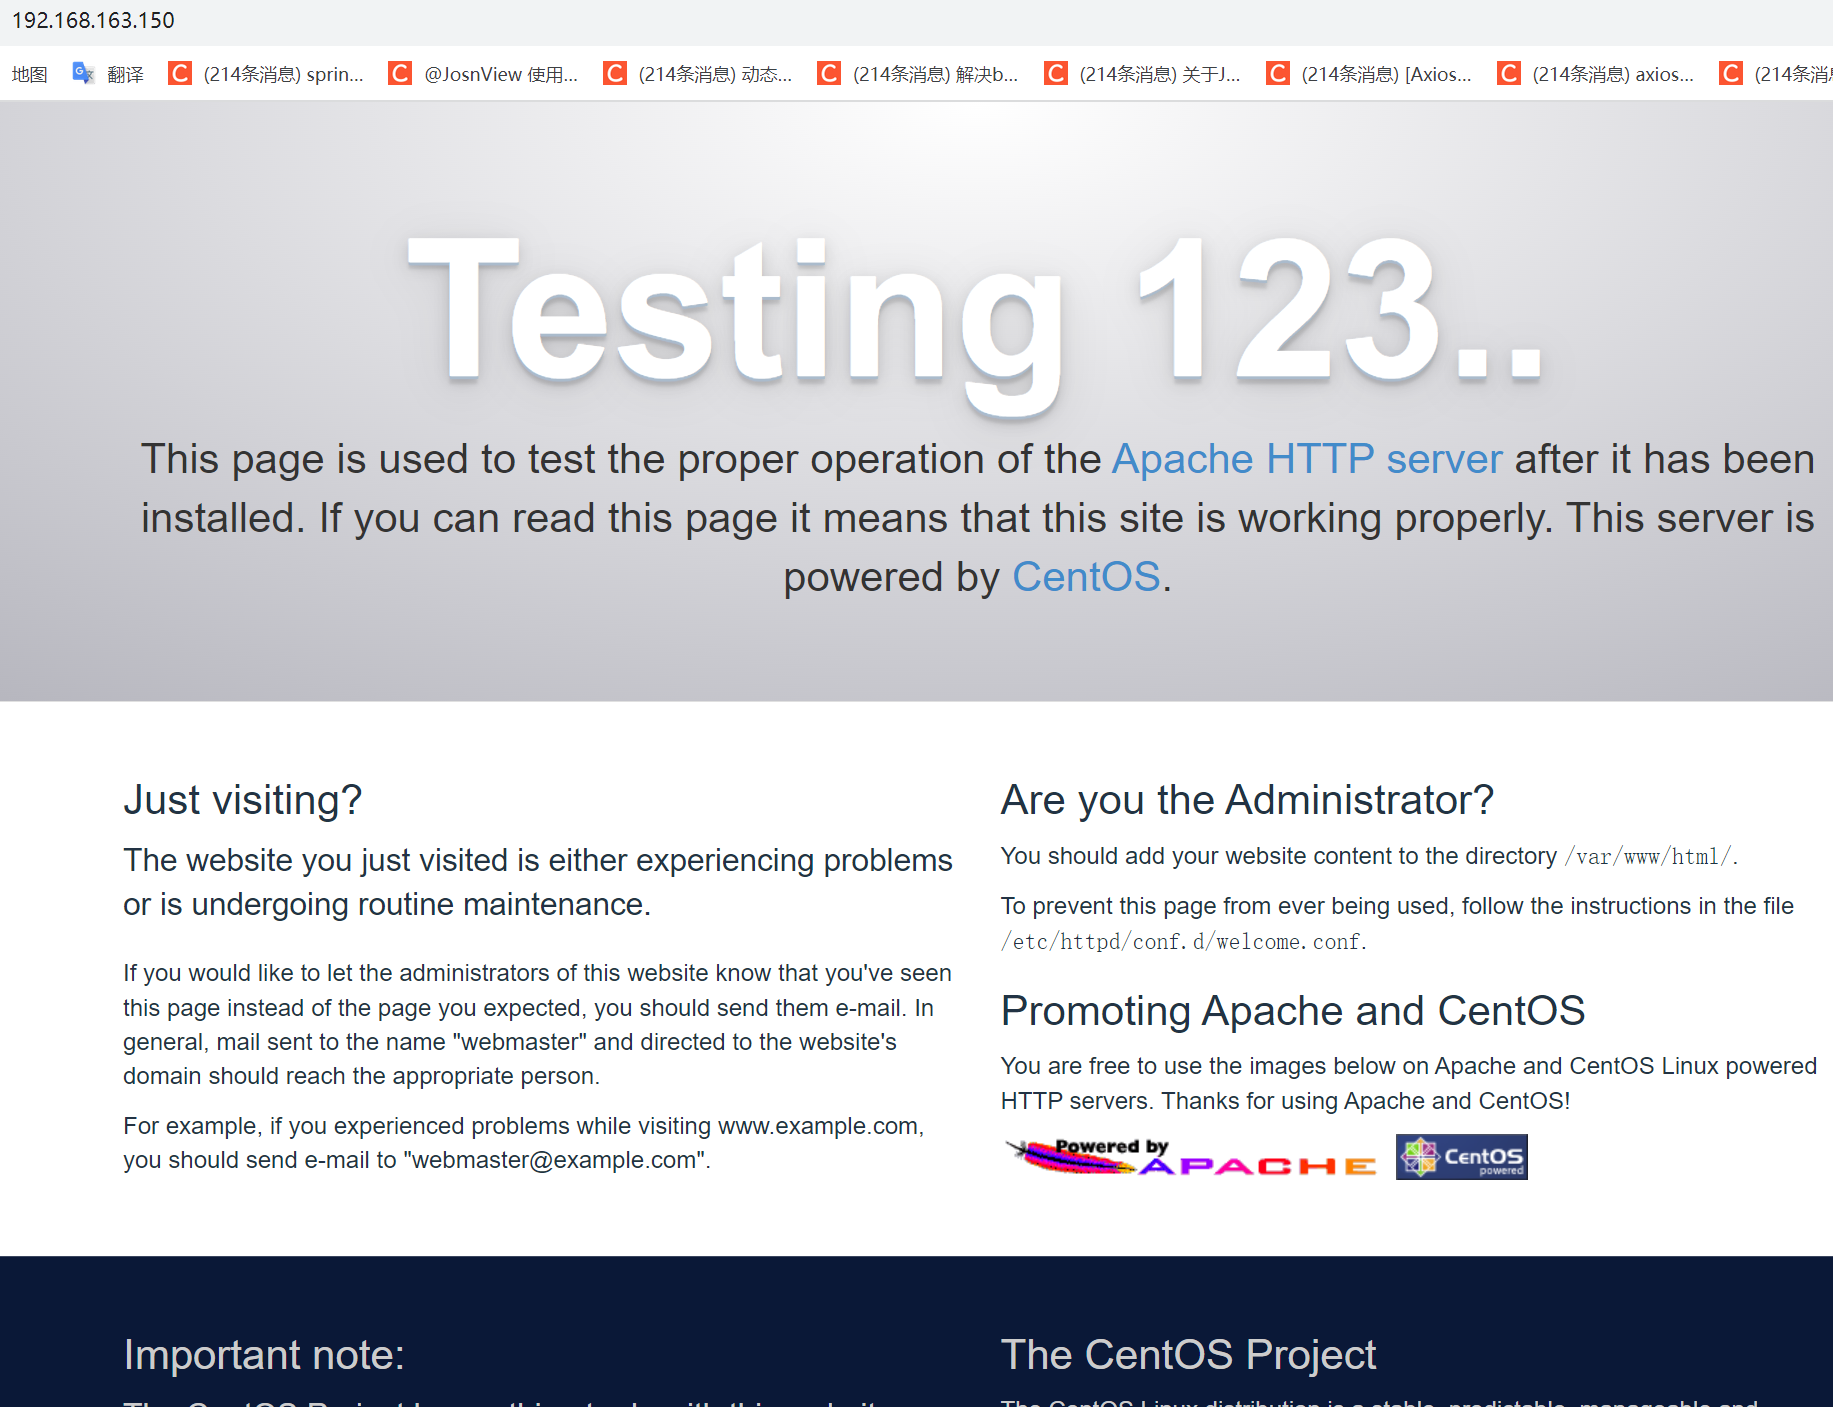 192.168.163.150
地图 翻译 (214条消息) sprin... @JosnView 使用... (214条消息) 动态... (214条消息) 解决b... (214条消息) 关于J... (214条消息) [Axios... (214条消息) axios... (214条消
Testing 123..
This page is used to test the proper operation of the Apache HTTP server after it has been
installed. If you can read this page it means that this site is working properly. This server is
powered by CentOS.
Just visiting?
The website you just visited is either experiencing problems
or is undergoing routine maintenance.
If you would like to let the administrators of this website know that you've seen
this page instead of the page you expected, you should send them e-mail. In
general, mail sent to the name "webmaster" and directed to the website's
domain should reach the appropriate person.
For example, if you experienced problems while visiting www.example.com,
you should send e-mail to "webmaster@example.com".
Are you the Administrator?
You should add your website content to the directory /var/www/html/.
To prevent this page from ever being used, follow the instructions in the file
/etc/httpd/conf.d/welcome.conf.
Promoting Apache and CentOS
You are free to use the images below on Apache and CentOS Linux powered
HTTP servers. Thanks for using Apache and CentOS!
Powered by
APACHE
CentOS
powered
Important note:
The CentOS Project
The CentOS Linux distribution is a stable, predictable, manageable and